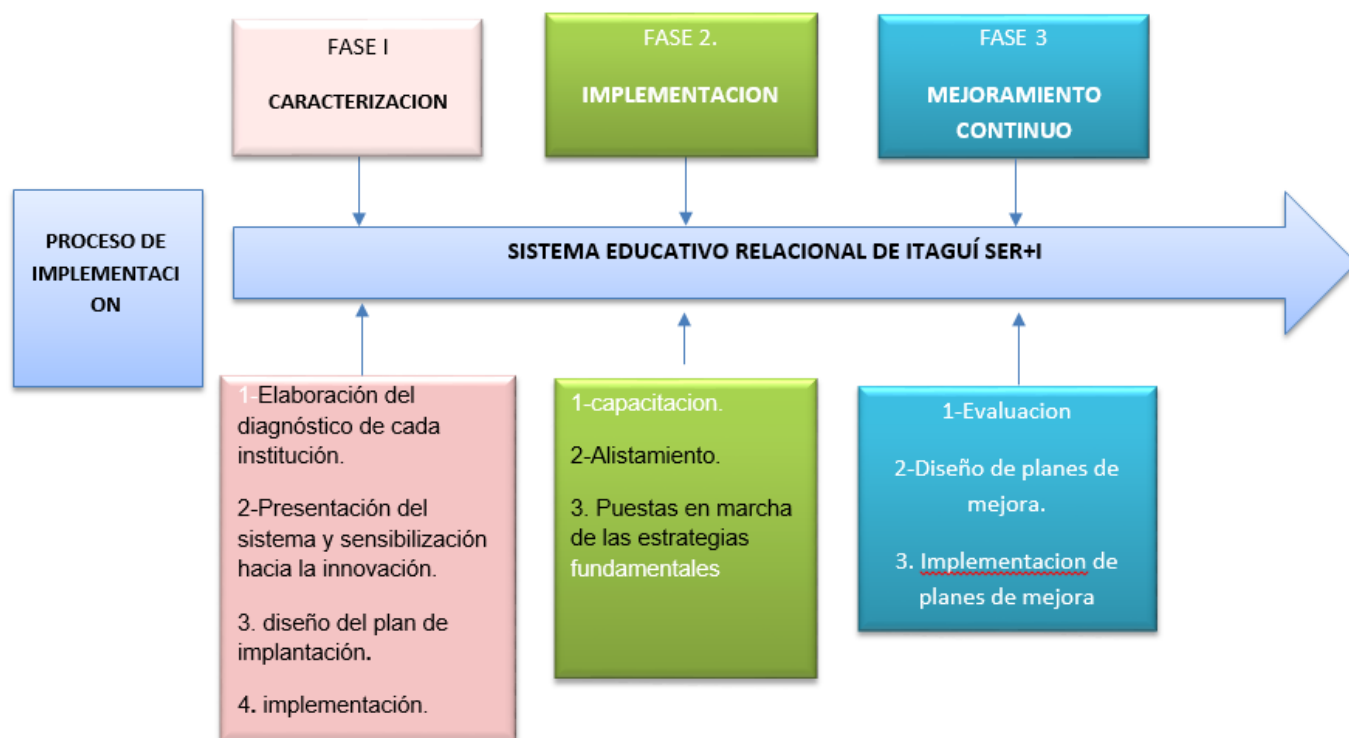 FASE I
CARACTERIZACION
FASE 2.
IMPLEMENTACION
FASE 3
MEJORAMIENTO
CONTINUO
PROCESO DE
IMPLEMENTACI
ON
SISTEMA EDUCATIVO RELACIONAL DE ITAGUÍ SER+I
1-Elaboración del
diagnóstico de cada
institución.
2-Presentación del
sistema y sensibilización
hacia la innovación.
3. diseño del plan de
implantación.
4. implementación.
1-capacitacion.
2-Alistamiento.
3. Puestas en marcha
de las estrategias
fundamentales
1-Evaluacion
2-Diseño de planes de
mejora.
3. Implementacion de
planes de mejora